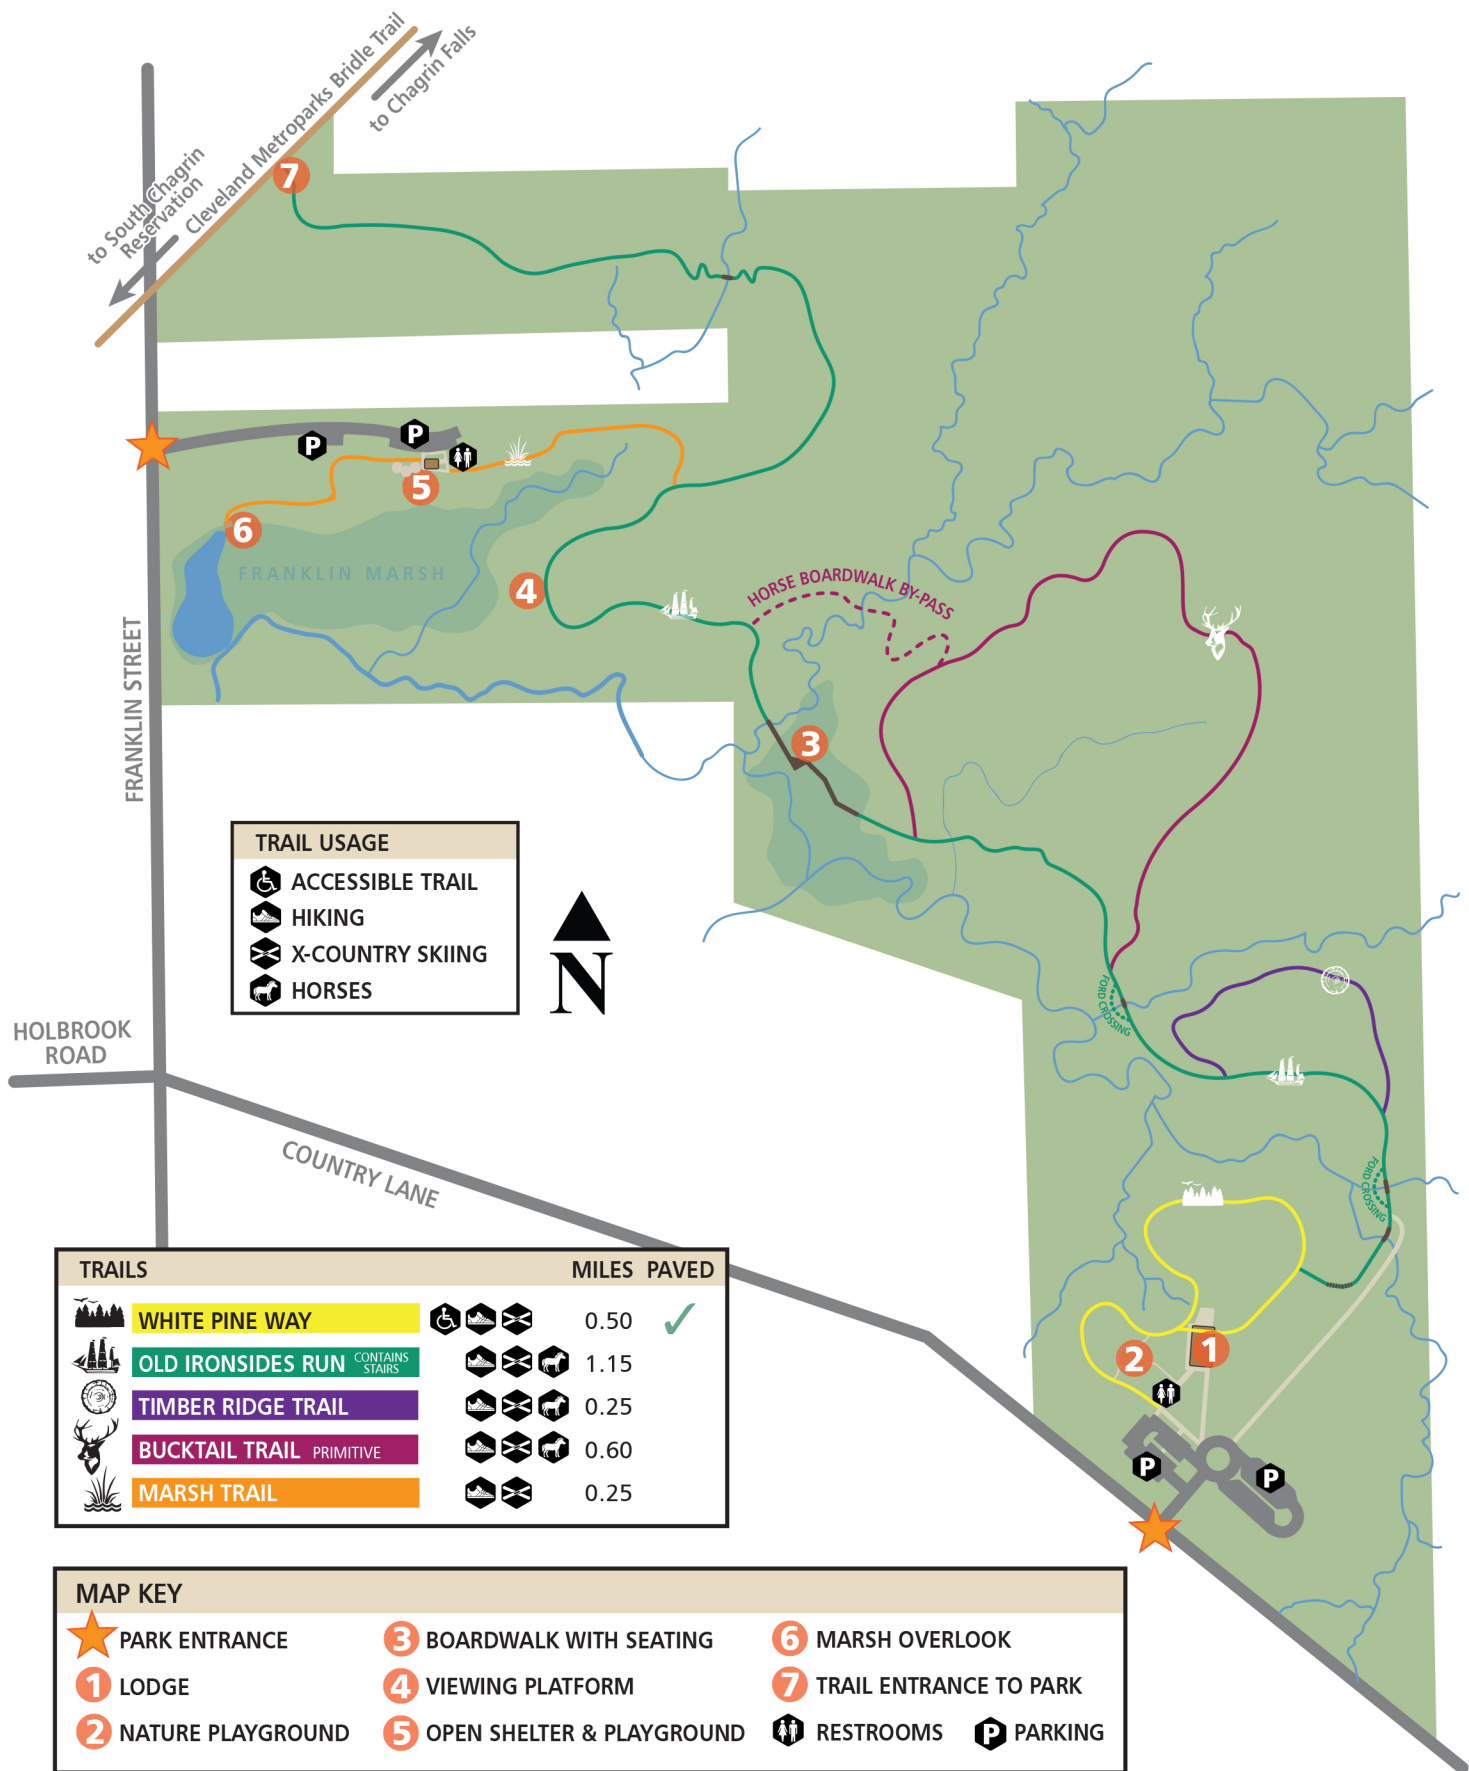 Cleveland Metroparks Bridle Trail
to Chagrin Falls
to South Chagrin
Reservation
7
P
P
5
6
4
FRANKLIN MARSH
HORSE BOARDWALK BY-PASS
3
FRANKLIN STREET
TRAIL USAGE
ACCESSIBLE TRAIL
HIKING
X-COUNTRY SKIING
HORSES
N
FORD CROSSING
HOLBROOK
ROAD
COUNTRY LANE
FORD CROSSING
1
2
P
P
TRAILS MILES PAVED
WHITE PINE WAY 0.50 ✓
OLD IRONSIDES RUN CONTAINS STAIRS 1.15
TIMBER RIDGE TRAIL 0.25
BUCKTAIL TRAIL PRIMITIVE 0.60
MARSH TRAIL 0.25
MAP KEY
PARK ENTRANCE 3 BOARDWALK WITH SEATING 6 MARSH OVERLOOK
1 LODGE 4 VIEWING PLATFORM 7 TRAIL ENTRANCE TO PARK
2 NATURE PLAYGROUND 5 OPEN SHELTER & PLAYGROUND RESTROOMS P PARKING